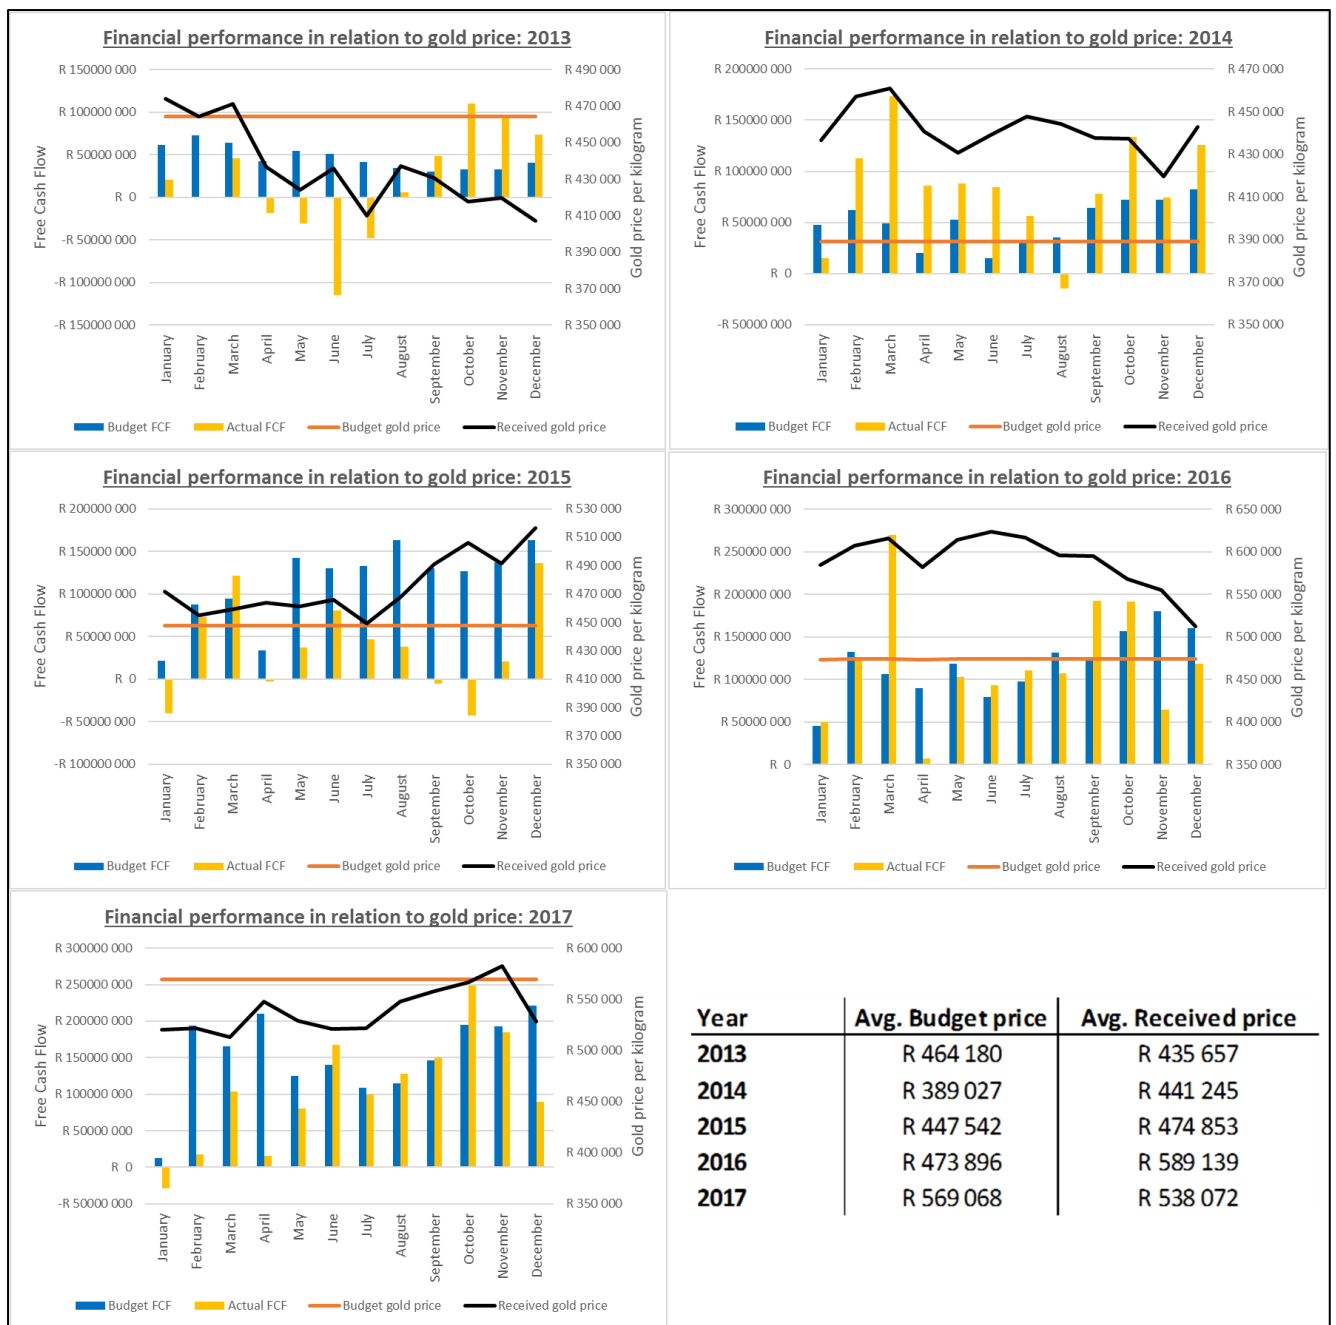 Financial performance in relation to gold price: 2013
R 150000 000
R 100000 000
R 50000 000
R 0
-R 50000 000
-R 100000 000
-R 150000 000
Free Cash Flow
R 490 000
R 470 000
R 450 000
R 430 000
R 410 000
R 390 000
R 370 000
R 350 000
Gold price per kilogram
January February March April May June July August September October November December
Budget FCF Actual FCF Budget gold price Received gold price
Financial performance in relation to gold price: 2014
R 200000 000
R 150000 000
R 100000 000
R 50000 000
R 0
-R 50000 000
Free Cash Flow
R 470 000
R 450 000
R 430 000
R 410 000
R 390 000
R 370 000
R 350 000
Gold price per kilogram
January February March April May June July August September October November December
Budget FCF Actual FCF Budget gold price Received gold price
Financial performance in relation to gold price: 2015
R 200000 000
R 150000 000
R 100000 000
R 50000 000
R 0
-R 50000 000
-R 100000 000
Free Cash Flow
R 530 000
R 510 000
R 490 000
R 470 000
R 450 000
R 430 000
R 410 000
R 390 000
R 370 000
R 350 000
Gold price per kilogram
January February March April May June July August September October November December
Budget FCF Actual FCF Budget gold price Received gold price
Financial performance in relation to gold price: 2016
R 300000 000
R 250000 000
R 200000 000
R 150000 000
R 100000 000
R 50000 000
R 0
Free Cash Flow
R 650 000
R 600 000
R 550 000
R 500 000
R 450 000
R 400 000
R 350 000
Gold price per kilogram
January February March April May June July August September October November December
Budget FCF Actual FCF Budget gold price Received gold price
Financial performance in relation to gold price: 2017
R 300000 000
R 250000 000
R 200000 000
R 150000 000
R 100000 000
R 50000 000
R 0
-R 50000 000
Free Cash Flow
R 600 000
R 550 000
R 500 000
R 450 000
R 400 000
R 350 000
Gold price per kilogram
January February March April May June July August September October November December
Budget FCF Actual FCF Budget gold price Received gold price
Year Avg. Budget price Avg. Received price
2013 R 464 180 R 435 657
2014 R 389 027 R 441 245
2015 R 447 542 R 474 853
2016 R 473 896 R 589 139
2017 R 569 068 R 538 072